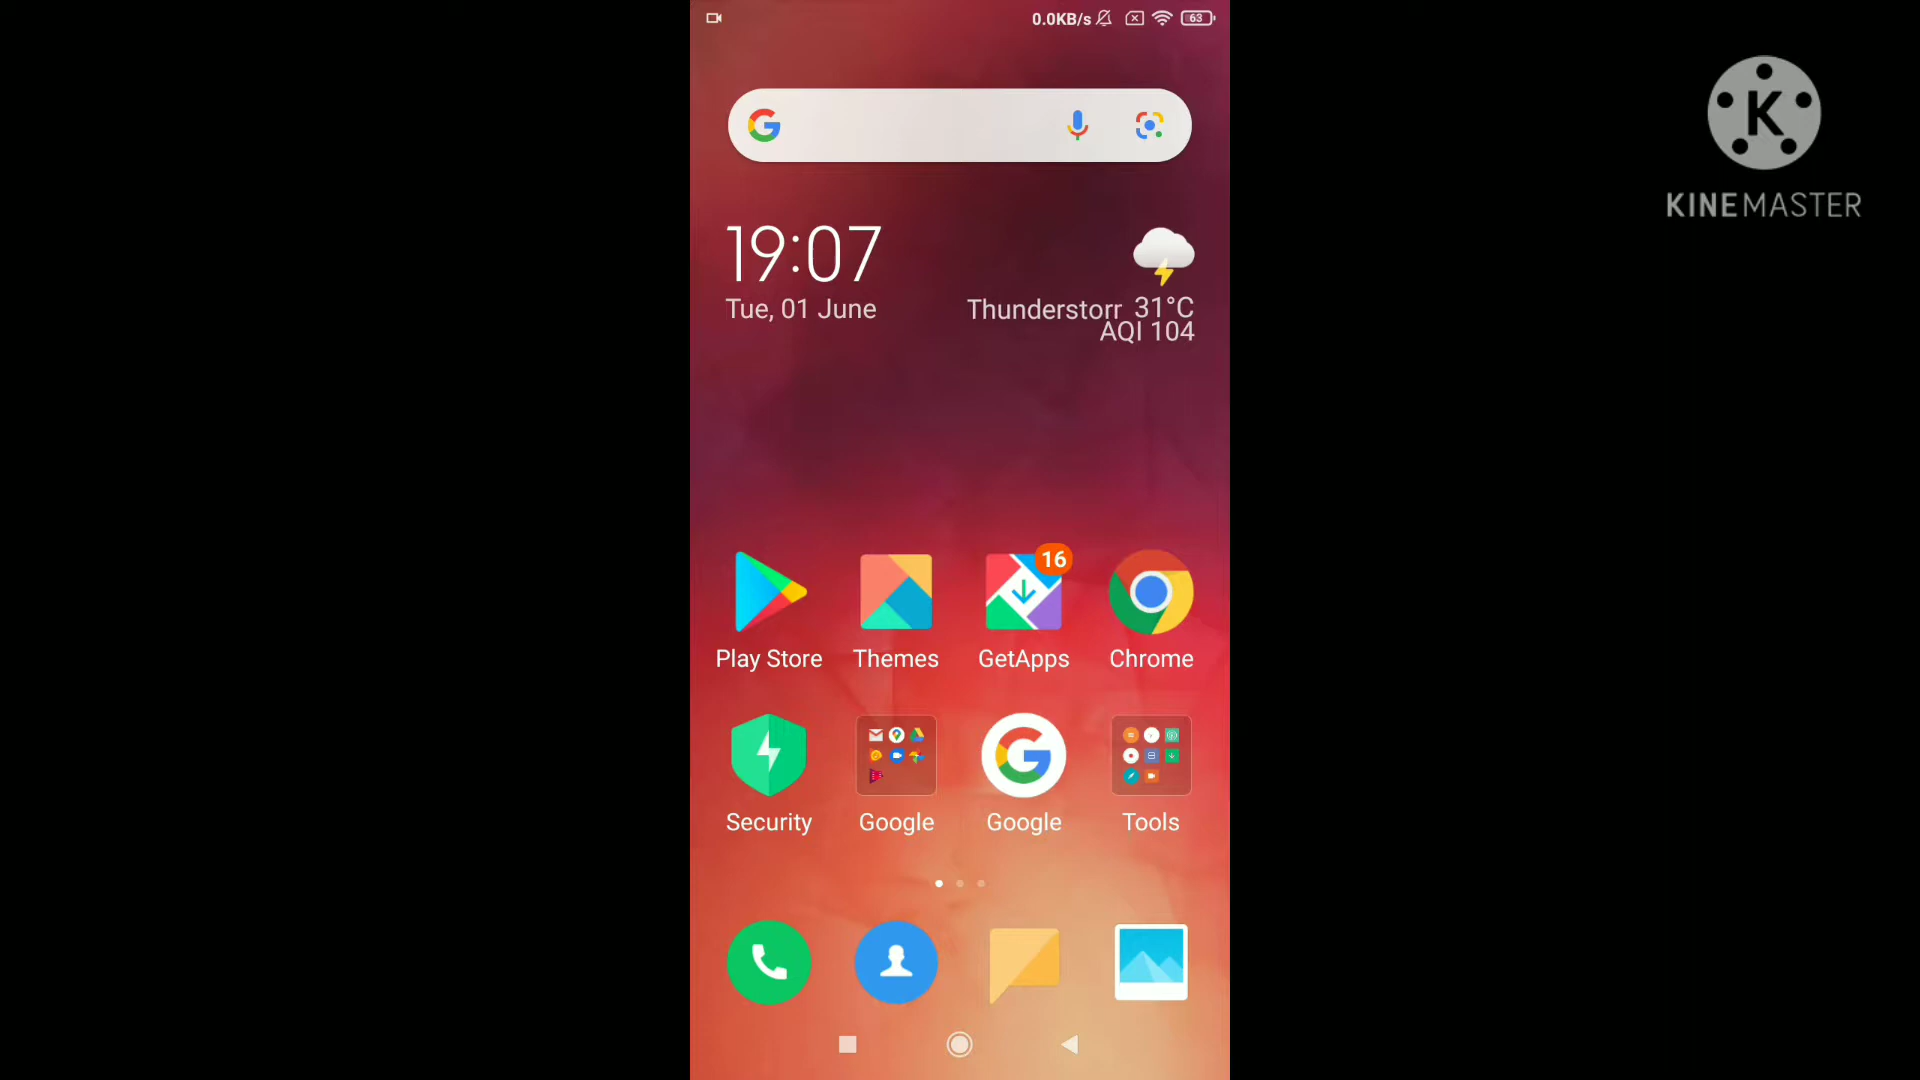 0.0KB/s 63
KINEMASTER
19:07
Tue, 01 June
Thunderstorr 31°C
AQI 104
16
Play Store Themes GetApps Chrome
Security Google Google Tools